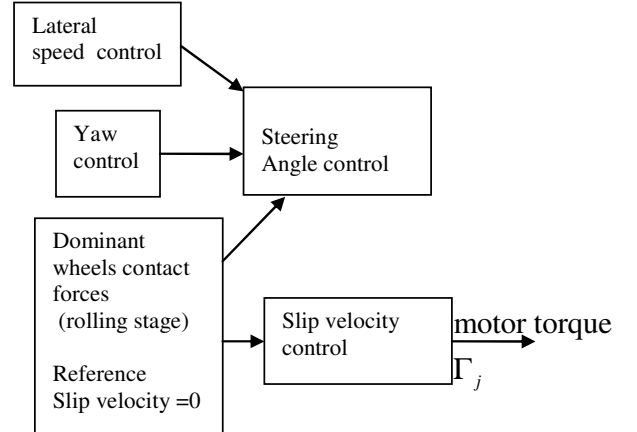 Lateral
speed control
Yaw
control
Steering
Angle control
Dominant
wheels contact
forces
(rolling stage)
Reference
Slip velocity =0
Slip velocity
control
motor torque
Γj